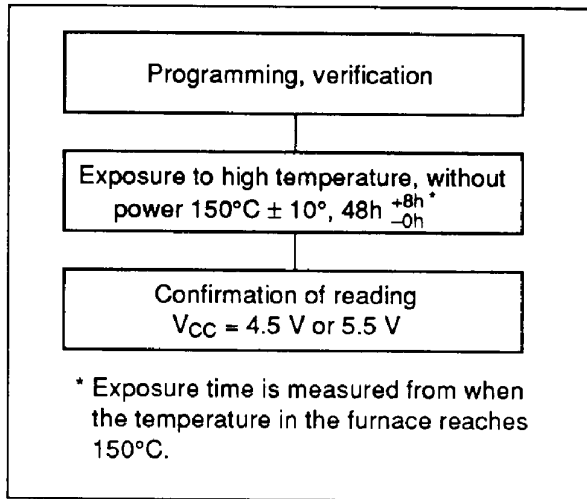 Programming, verification
Exposure to high temperature, without
power 150°C ± 10°, 48h +8h * −0h
Confirmation of reading
VCC = 4.5 V or 5.5 V
* Exposure time is measured from when
the temperature in the furnace reaches
150°C.